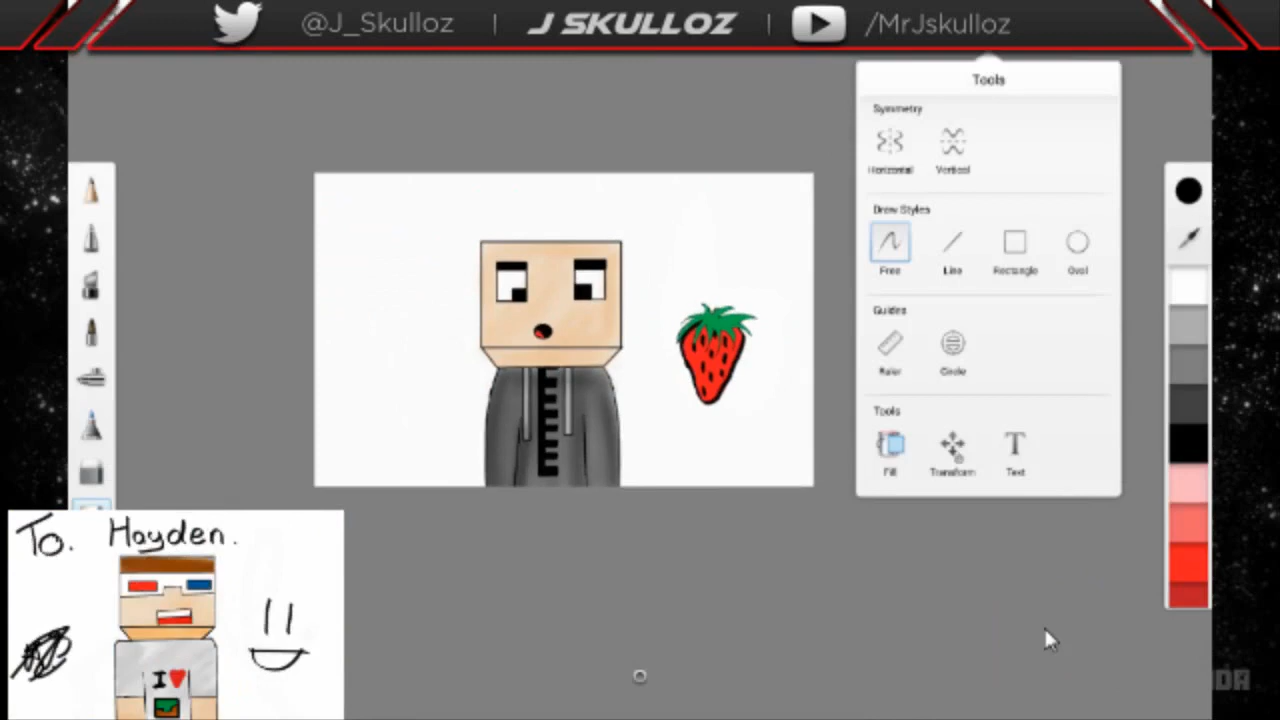 @J_Skulloz | J SKULLOZ | /MrJskulloz
Tools
Symmetry
Horizontal Vertical
Draw Styles
Free Line Rectangle Oval
Guides
Ruler Circle
Tools
Fill Transform Text
To. Hayden.
I